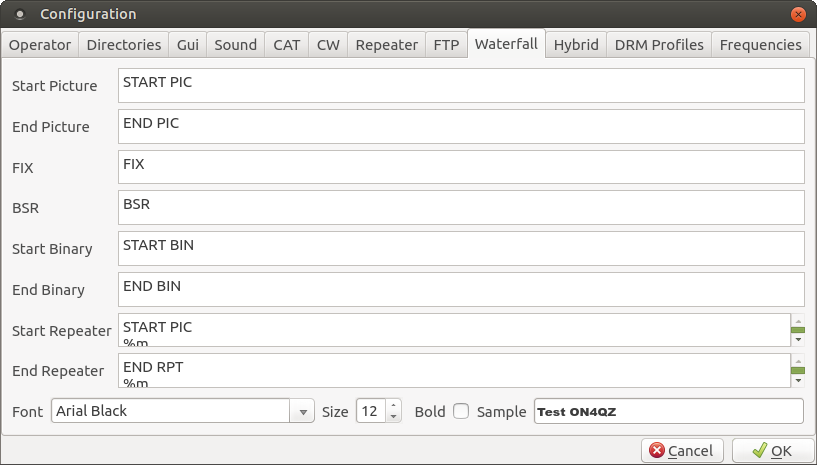 Configuration
Operator Directories Gui Sound CAT CW Repeater FTP Waterfall Hybrid DRM Profiles Frequencies
Start Picture START PIC
End Picture END PIC
FIX FIX
BSR BSR
Start Binary START BIN
End Binary END BIN
Start Repeater START PIC
%m
End Repeater END RPT
%m
Font Arial Black Size 12 Bold Sample Test ON4QZ
Cancel OK